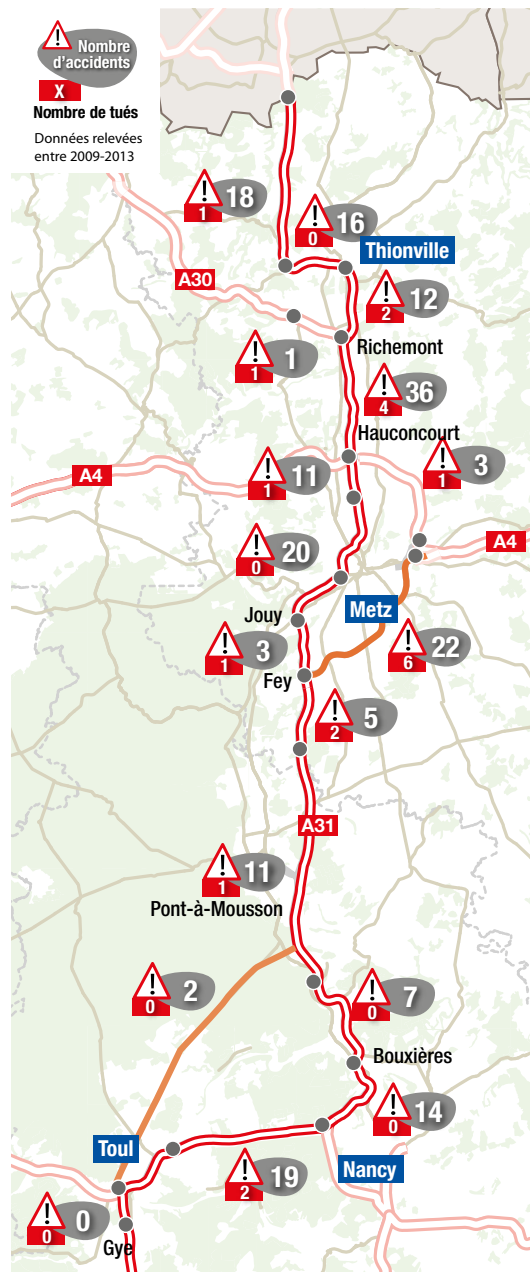 !
Nombre
d'accidents
X
Nombre de tués
Données relevées
entre 2009-2013
!
18
1
!
16
0
Thionville
A30
!
12
2
Richemont
!
1
1
!
36
4
Hauconcourt
!
3
1
A4
!
11
1
A4
!
20
0
Metz
Jouy
!
3
1
!
22
6
Fey
!
5
2
A31
!
11
1
Pont-à-Mousson
!
2
0
!
7
0
Bouxières
!
14
0
Toul
!
19
2
Nancy
!
0
0
Gye